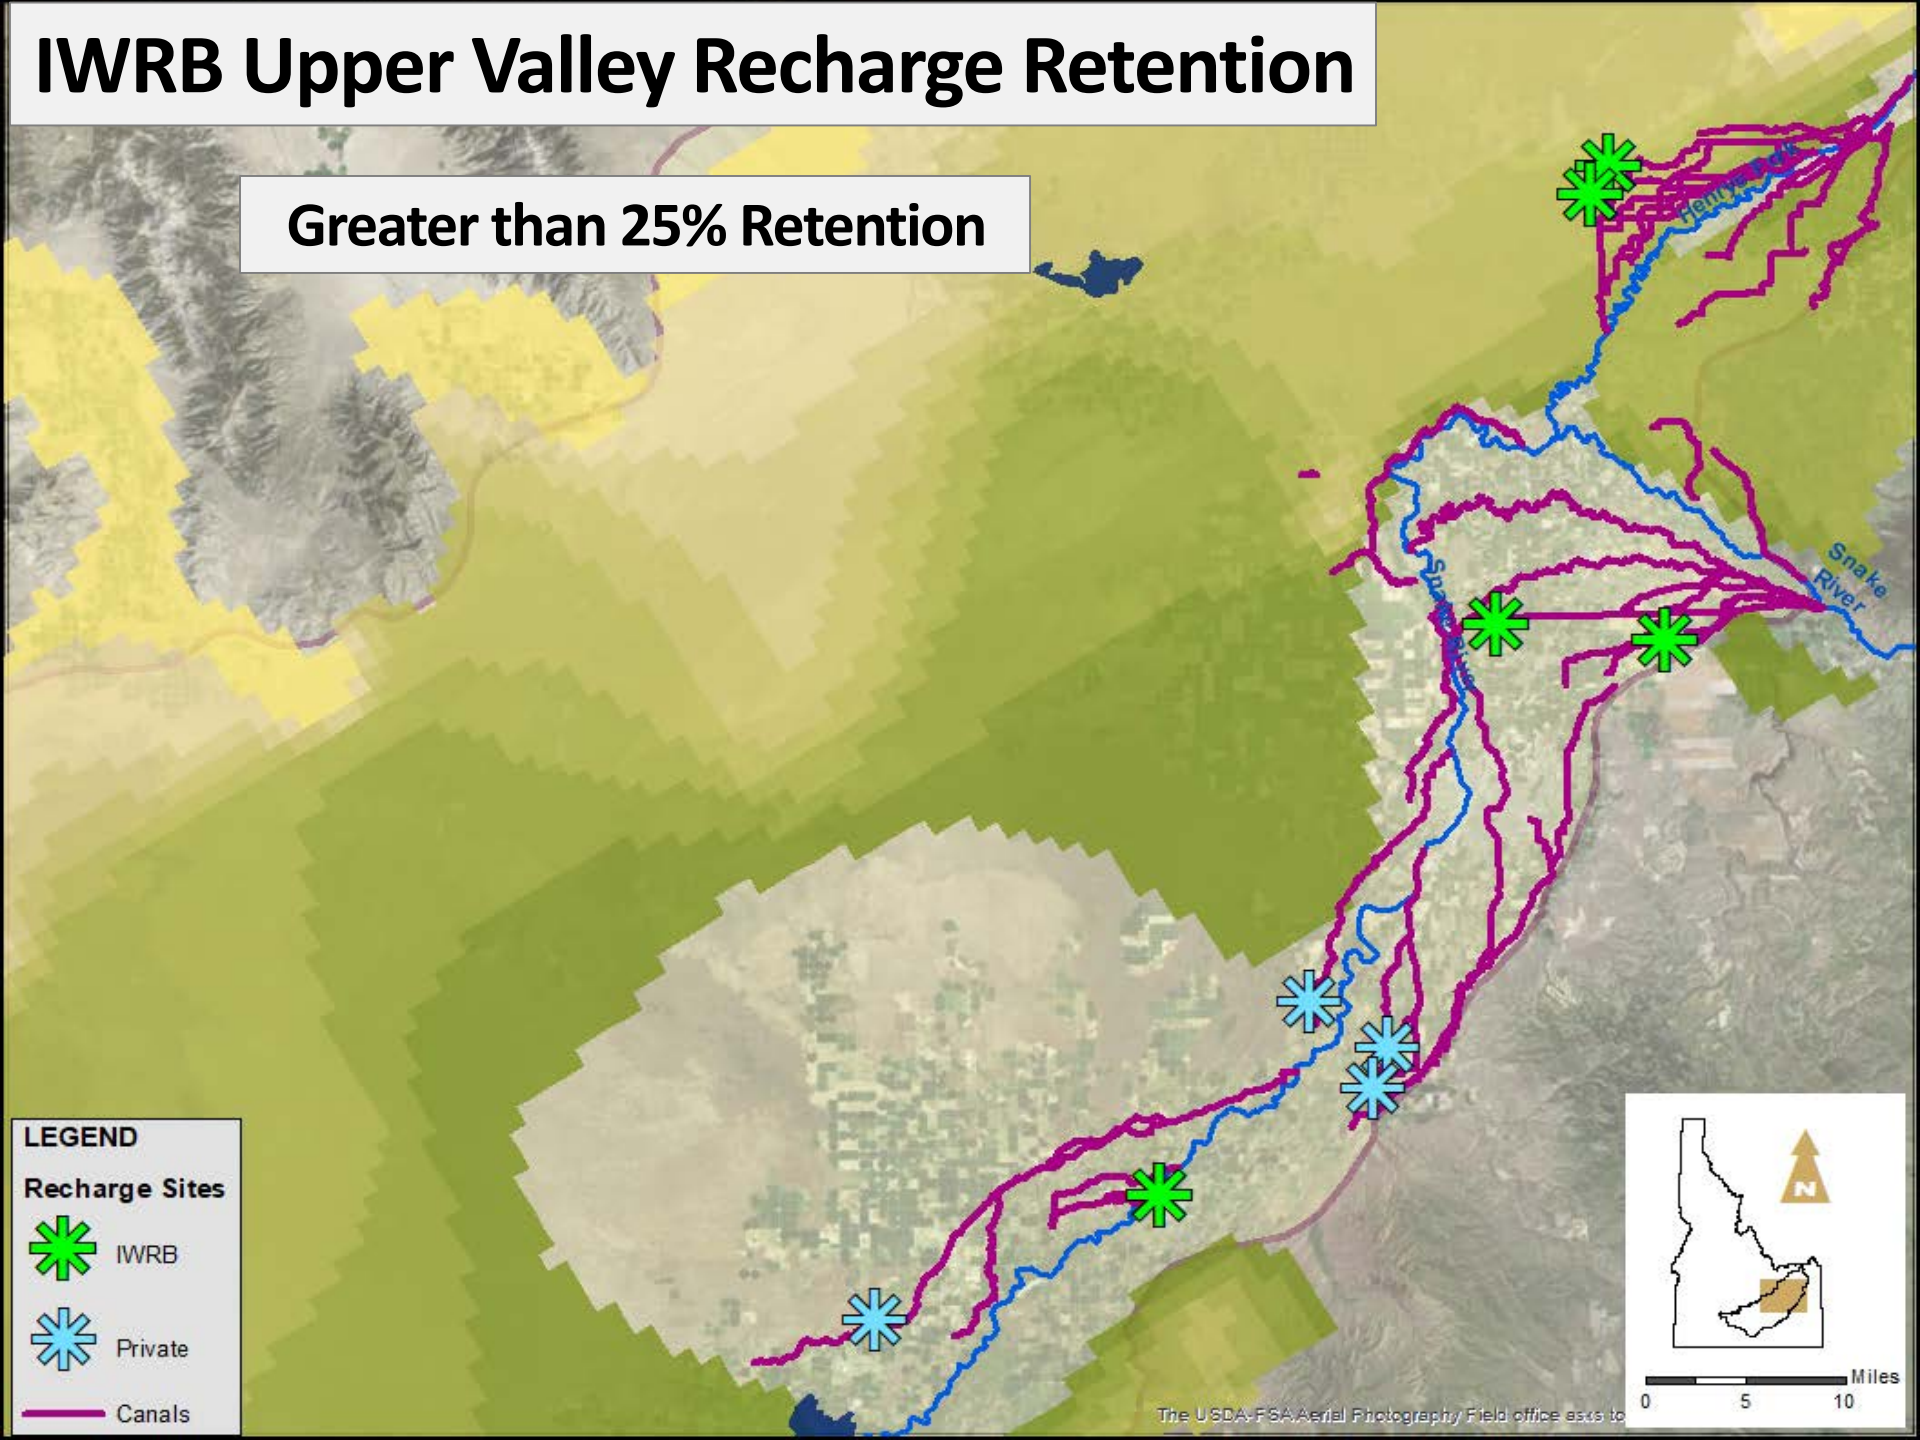 IWRB Upper Valley Recharge Retention
Greater than 25% Retention
Henrys Fork
Snake
River
Snake River
LEGEND
Recharge Sites
IWRB
Private
Canals
N
Miles
0 5 10
The USDA-FSA Aerial Photography Field office asks to